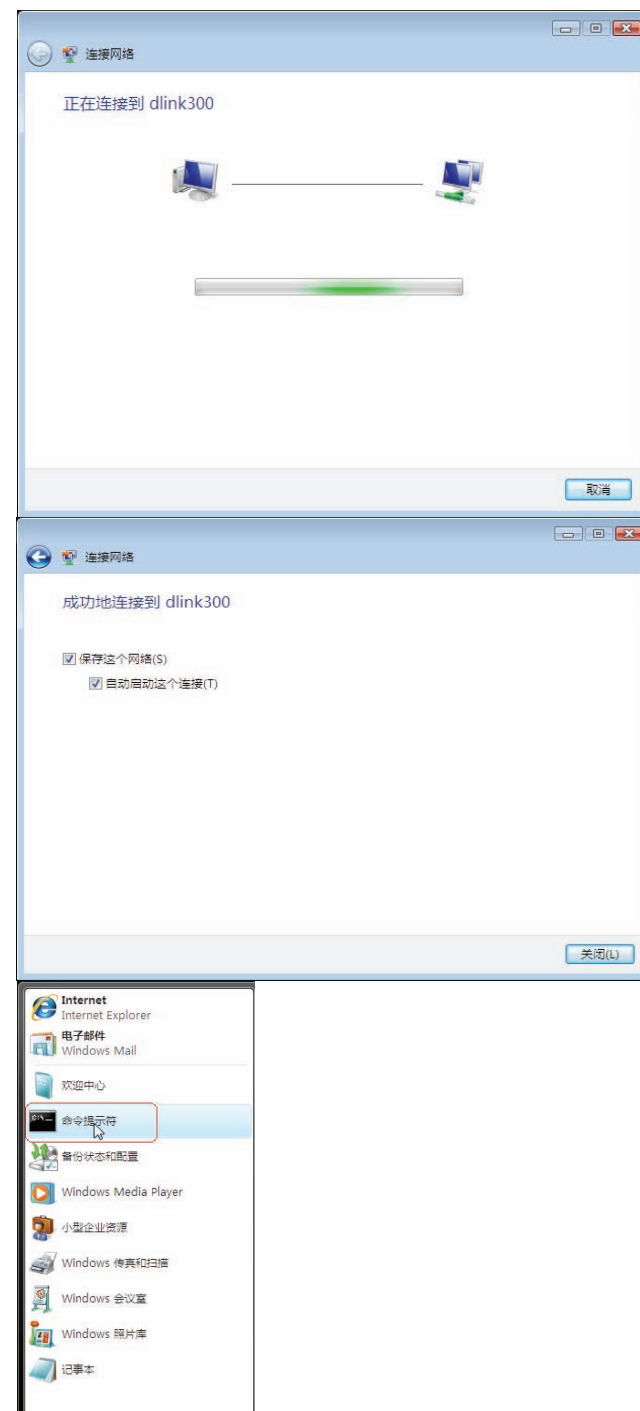 连接网络
正在连接到 dlink300
取消
连接网络
成功地连接到 dlink300
保存这个网络(S)
自动启动这个连接(T)
关闭(L)
Internet
Internet Explorer
电子邮件
Windows Mail
欢迎中心
命令提示符
备份状态和配置
Windows Media Player
小型企业资源
Windows 传真和扫描
Windows 会议室
Windows 照片库
记事本